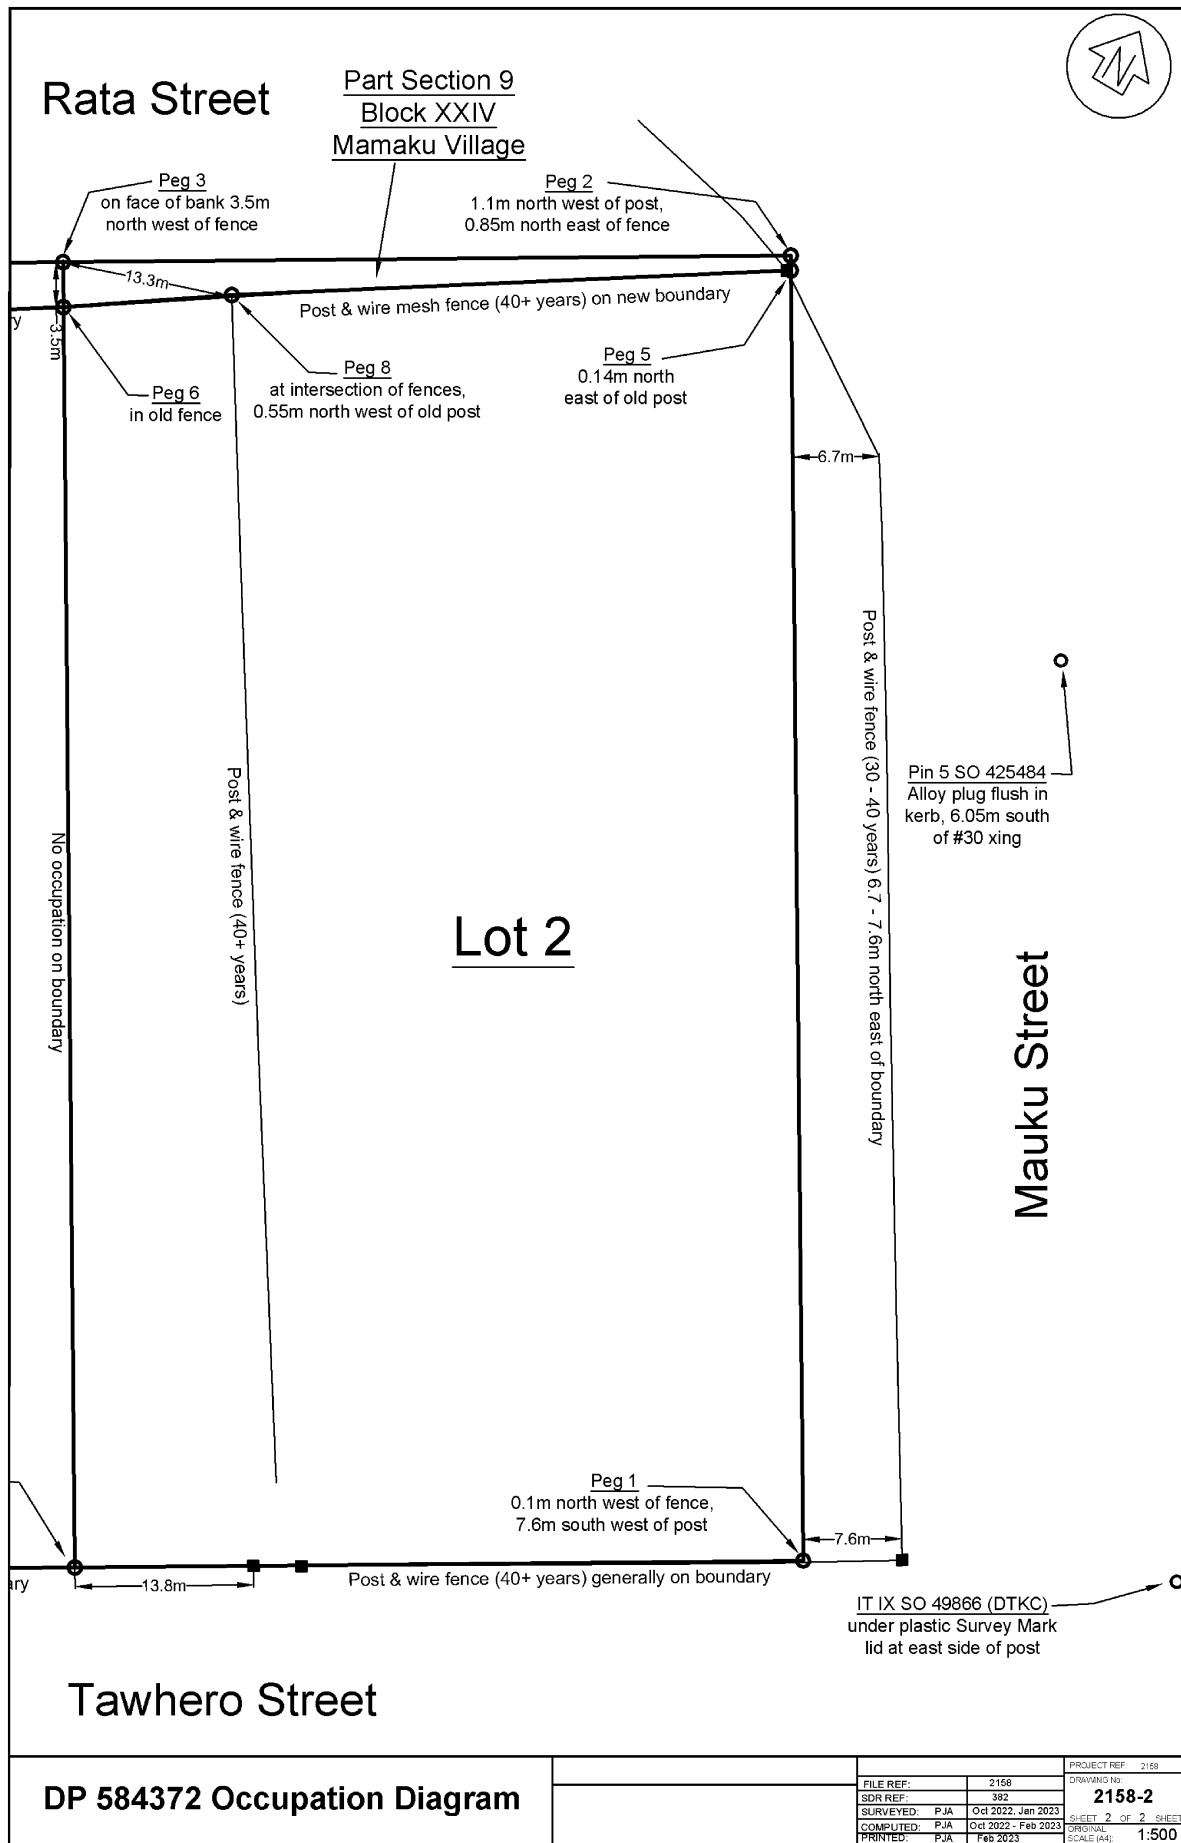 Rata Street
Part Section 9
Block XXIV
Mamaku Village
N
Peg 3
on face of bank 3.5m
north west of fence
Peg 2
1.1m north west of post,
0.85m north east of fence
13.3m
3.5m
Post & wire mesh fence (40+ years) on new boundary
y
Peg 6
in old fence
Peg 8
at intersection of fences,
0.55m north west of old post
Peg 5
0.14m north
east of old post
6.7m
Post & wire fence (30 - 40 years) 6.7 - 7.6m north east of boundary
Pin 5 SO 425484
Alloy plug flush in
kerb, 6.05m south
of #30 xing
Post & wire fence (40+ years)
No occupation on boundary
Lot 2
Mauku Street
Peg 1
0.1m north west of fence,
7.6m south west of post
7.6m
13.8m
ary
Post & wire fence (40+ years) generally on boundary
IT IX SO 49866 (DTKC)
under plastic Survey Mark
lid at east side of post
Tawhero Street
DP 584372 Occupation Diagram
FILE REF: 2158
SDR REF: 382
SURVEYED: PJA Oct 2022, Jan 2023
COMPUTED: PJA Oct 2022 - Feb 2023
PRINTED: PJA Feb 2023
PROJECT REF: 2158
DRAWING No:
2158-2
SHEET 2 OF 2 SHEET
ORIGINAL
SCALE (A4): 1:500